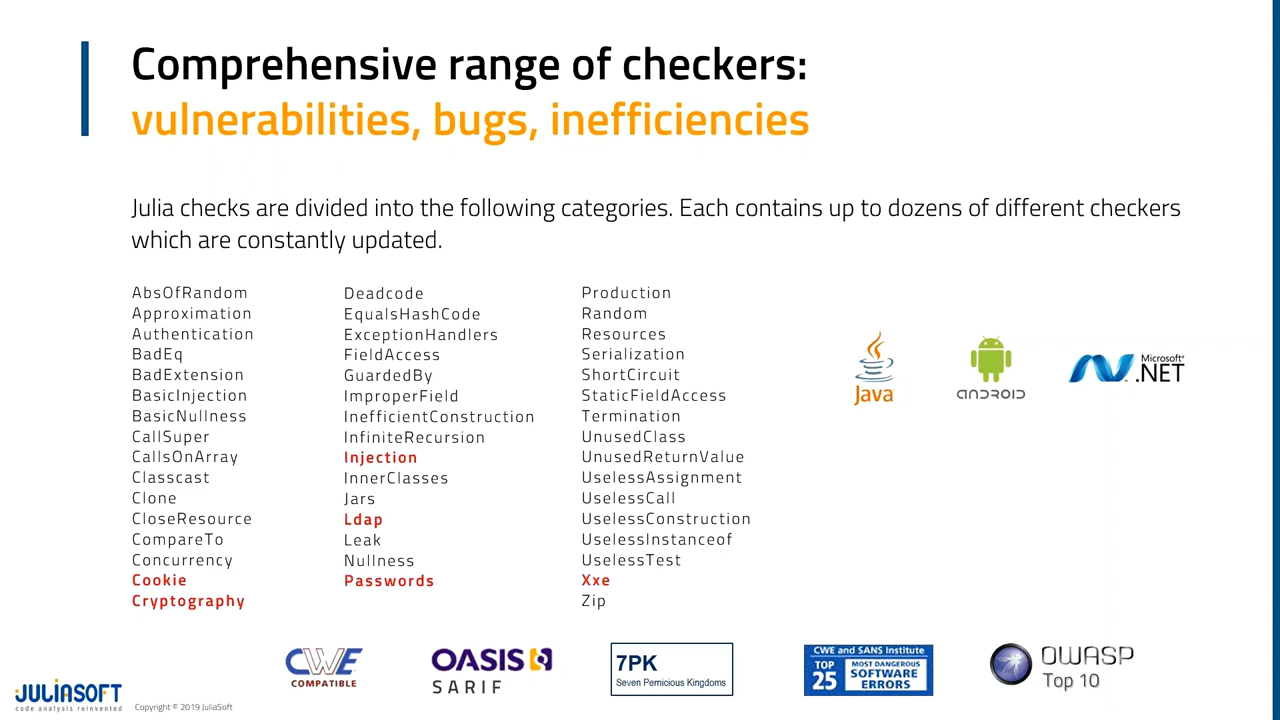 Comprehensive range of checkers:
vulnerabilities, bugs, inefficiencies
Julia checks are divided into the following categories. Each contains up to dozens of different checkers
which are constantly updated.
AbsOfRandom
Approximation
Authentication
BadEq
BadExtension
BasicInjection
BasicNullness
CallSuper
CallsOnArray
Classcast
Clone
CloseResource
CompareTo
Concurrency
Cookie
Cryptography
Deadcode
EqualsHashCode
ExceptionHandlers
FieldAccess
GuardedBy
ImproperField
InefficientConstruction
InfiniteRecursion
Injection
InnerClasses
Jars
Ldap
Leak
Nullness
Passwords
Production
Random
Resources
Serialization
ShortCircuit
StaticFieldAccess
Termination
UnusedClass
UnusedReturnValue
UselessAssignment
UselessCall
UselessConstruction
UselessInstanceof
UselessTest
Xxe
Zip
Java
ANDROID
Microsoft®
.NET
CWE
COMPATIBLE
OASIS
SARIF
7PK
Seven Pernicious Kingdoms
CWE and SANS Institute
TOP
25
MOST DANGEROUS
SOFTWARE
ERRORS
OWASP
Top 10
JULIASOFT
code analysis reinvented
Copyright © 2019 JuliaSoft